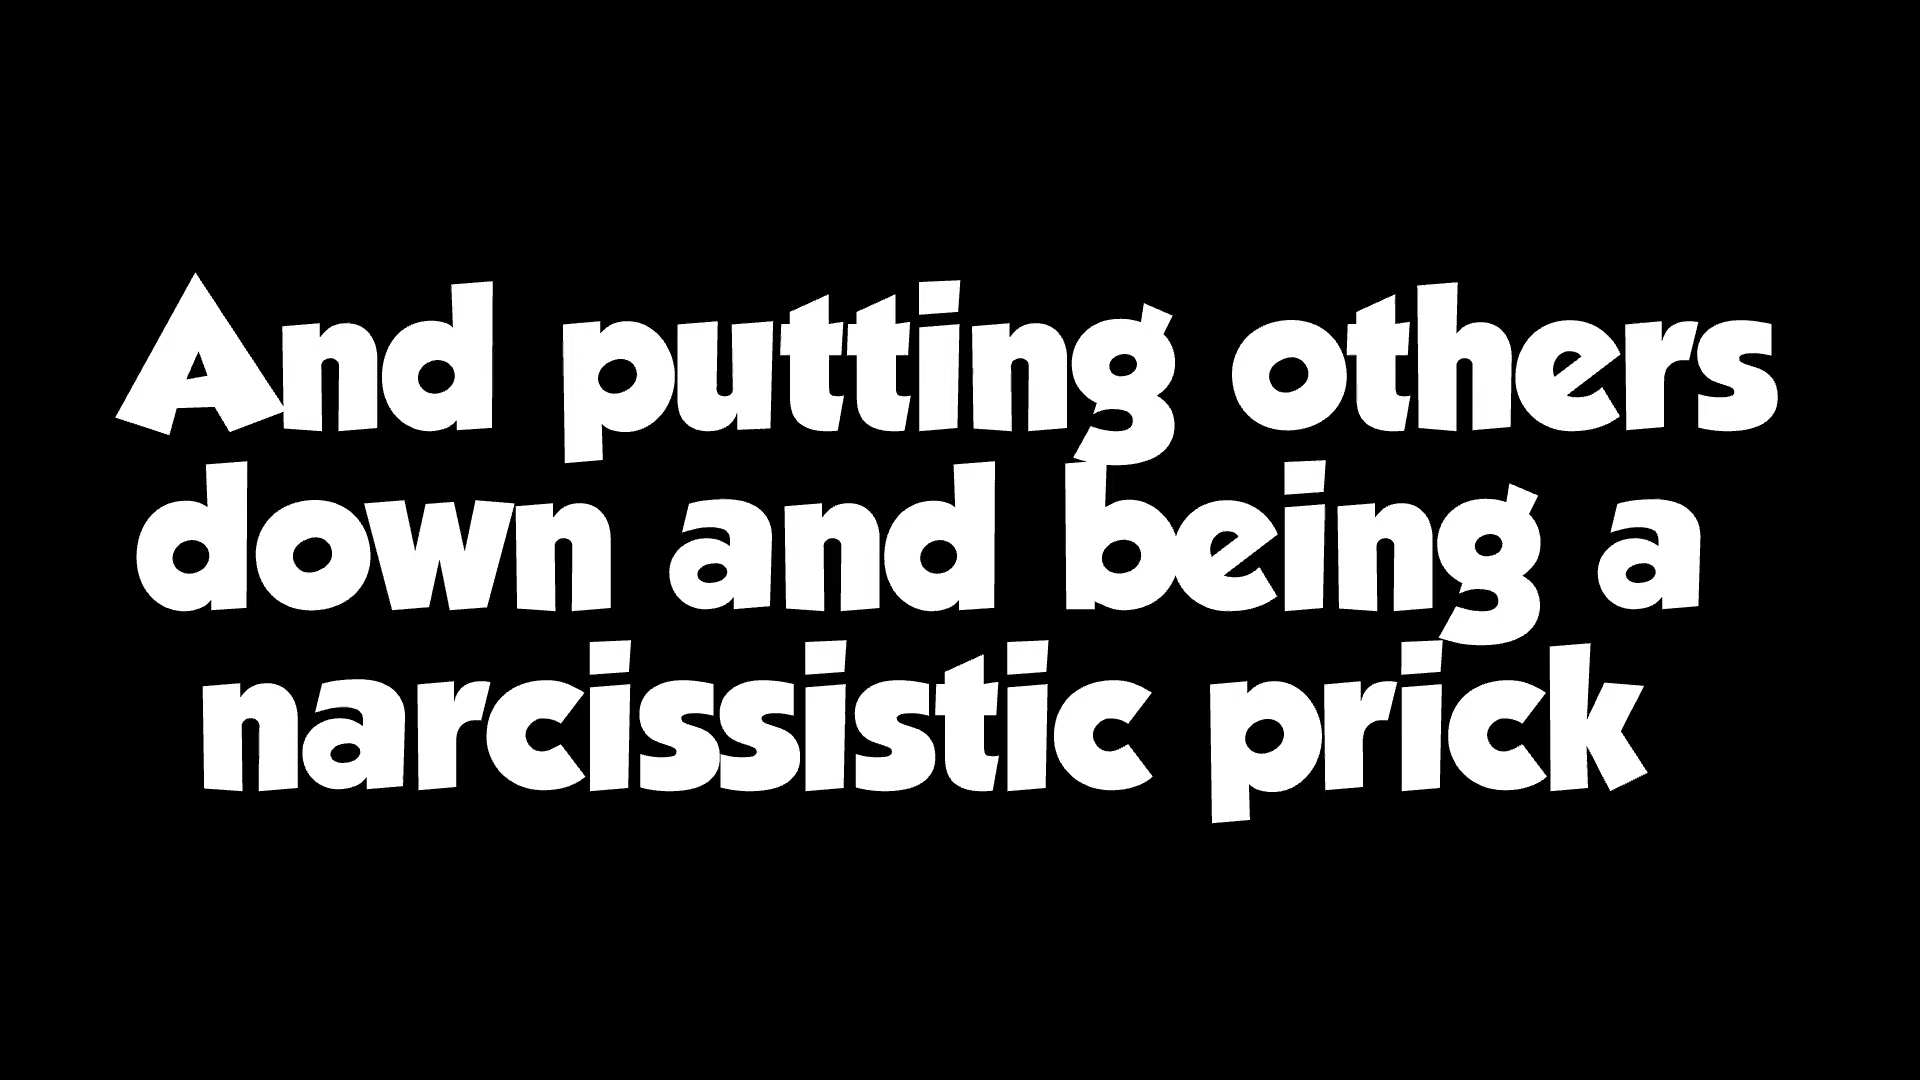 And putting others
down and being a
narcissistic prick